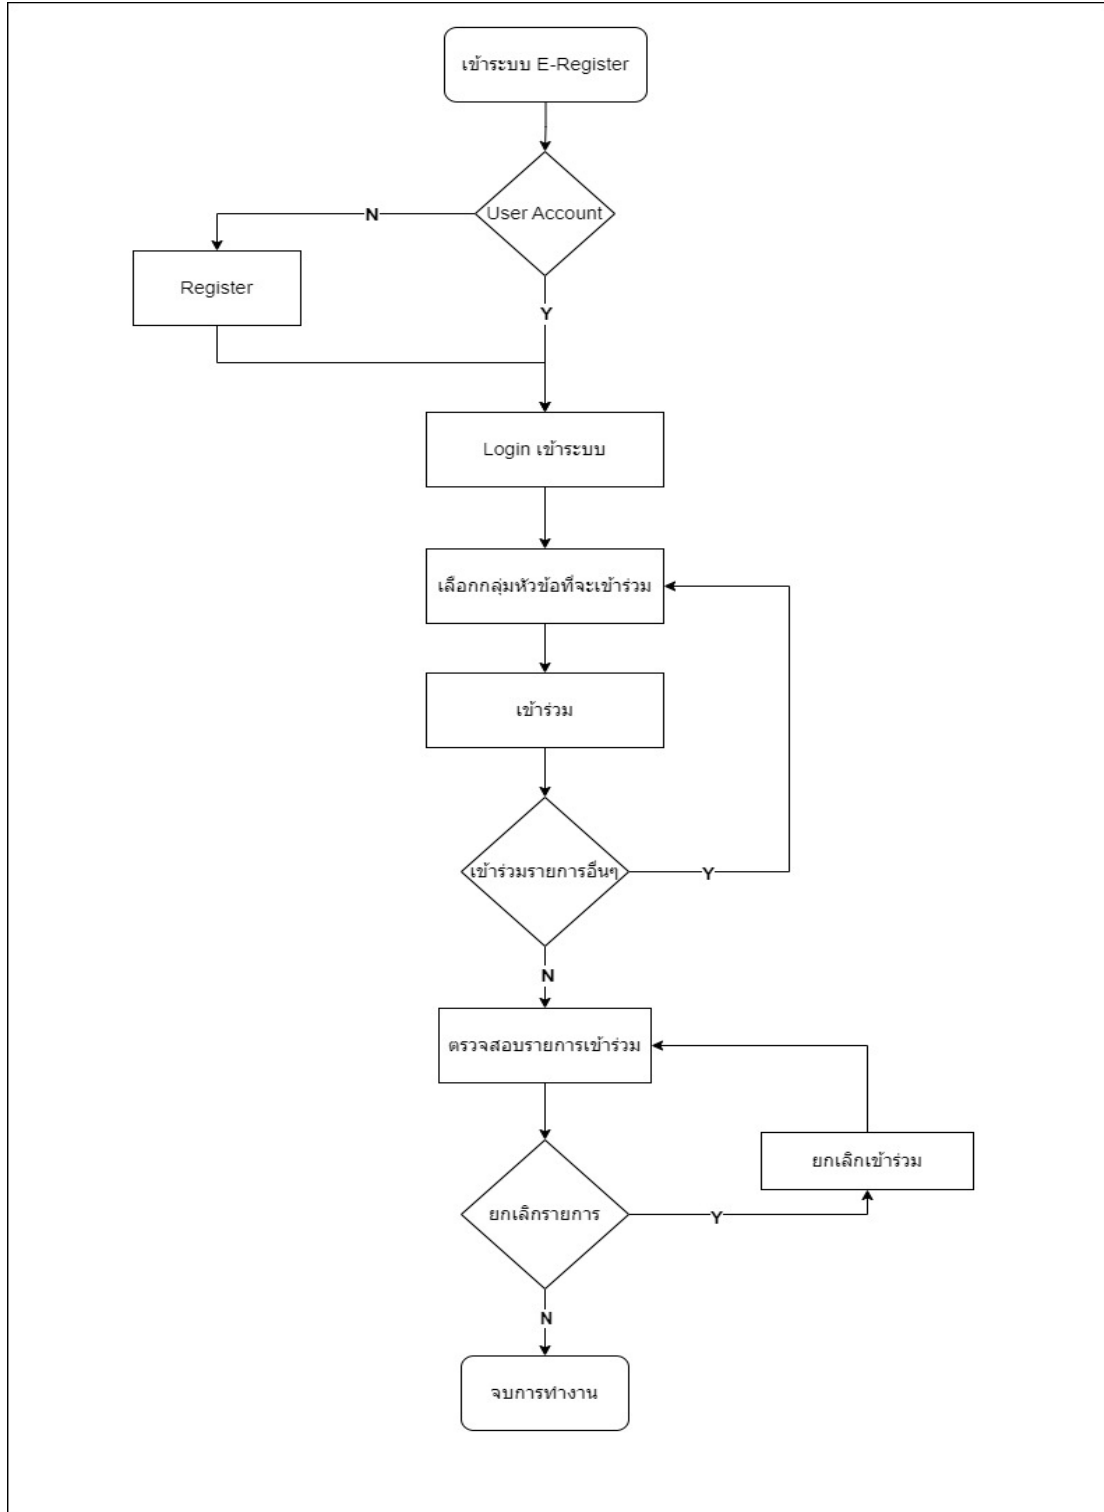 เข้าระบบ E-Register
User Account
N
Register
Y
Login เข้าระบบ
เลือกกลุ่มหัวข้อที่จะเข้าร่วม
เข้าร่วม
เข้าร่วมรายการอื่นๆ
Y
N
ตรวจสอบรายการเข้าร่วม
ยกเลิกเข้าร่วม
ยกเลิกรายการ
Y
N
จบการทำงาน